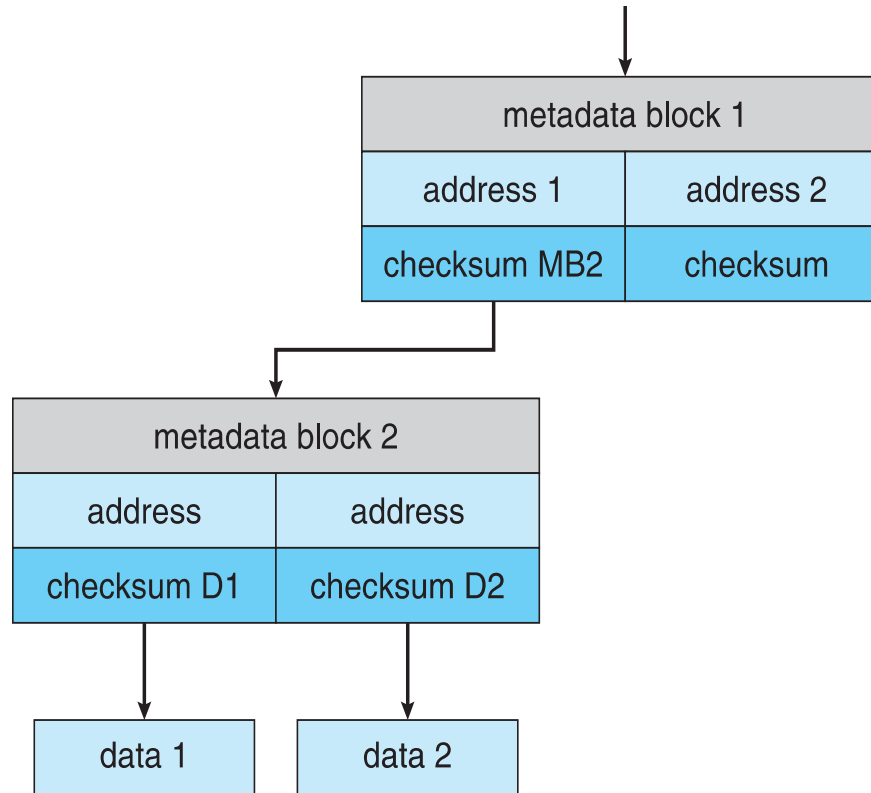 metadata block 1
address 1
address 2
checksum MB2
checksum
metadata block 2
address
address
checksum D1
checksum D2
data 1
data 2